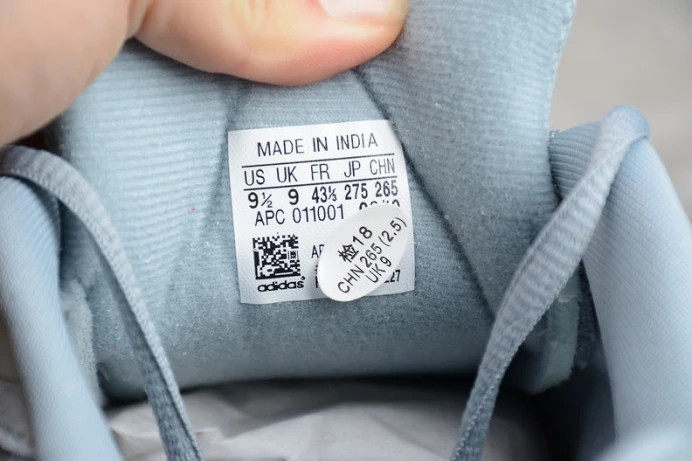 MADE IN INDIA
US UK FR JP CHN
9½ 9 43⅓ 275 265
APC 011001
adidas
检18
CHN 265 (2.5)
UK 9
227